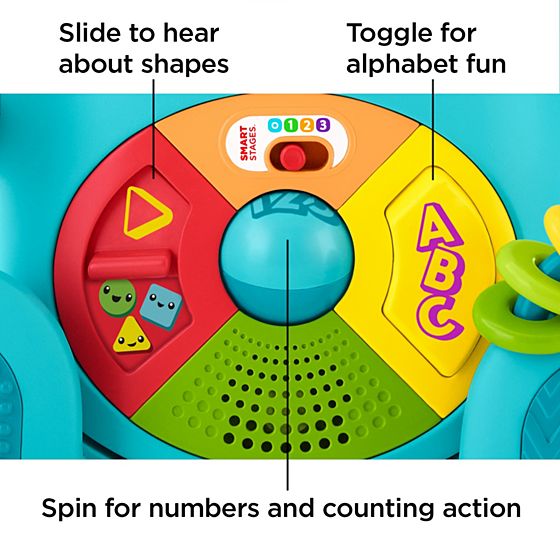 Slide to hear
about shapes
Toggle for
alphabet fun
SMART
STAGES.
0 1 2 3
123
ABC
Spin for numbers and counting action